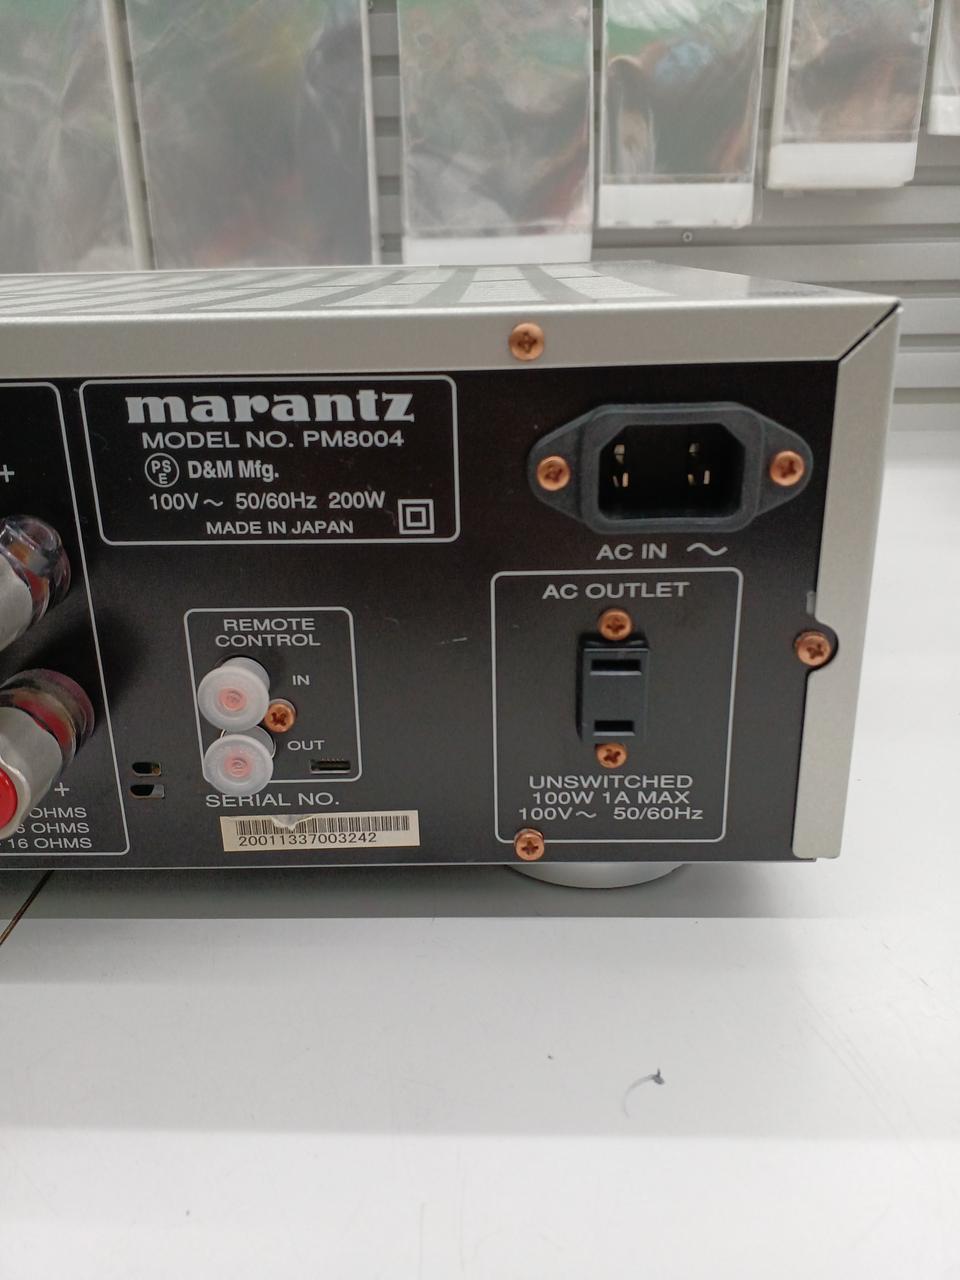 +
marantz
MODEL NO. PM8004
PS
E
D&M Mfg.
100V～ 50/60Hz 200W
MADE IN JAPAN
AC IN ～
AC OUTLET
REMOTE
CONTROL
IN
OUT
UNSWITCHED
100W 1A MAX
100V～ 50/60Hz
+
OHMS
6 OHMS
16 OHMS
SERIAL NO.
20011337003242